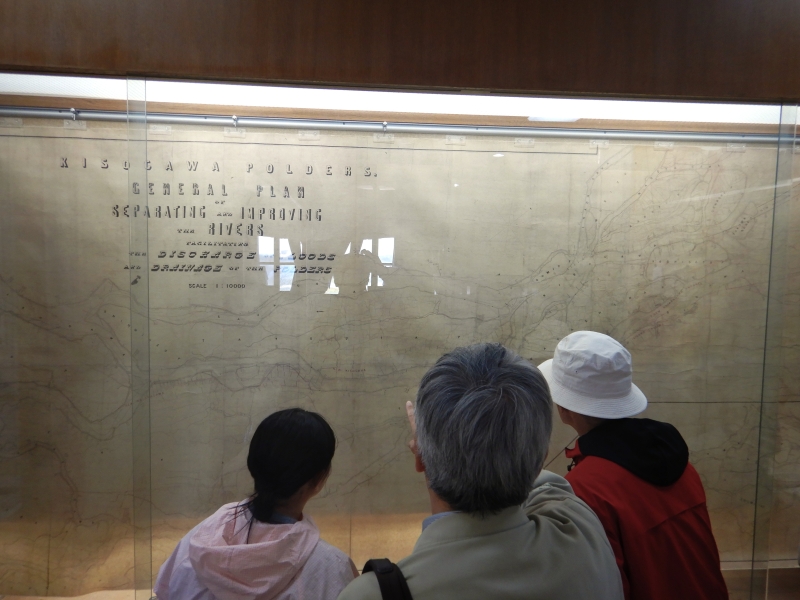 KISOGAWA POLDERS.
GENERAL PLAN
OF
SEPARATING AND IMPROVING
THE RIVERS
FACILITATING
THE DISCHARGE FLOODS
AND DRAINAGE OF THE POLDERS
SCALE 1:10000